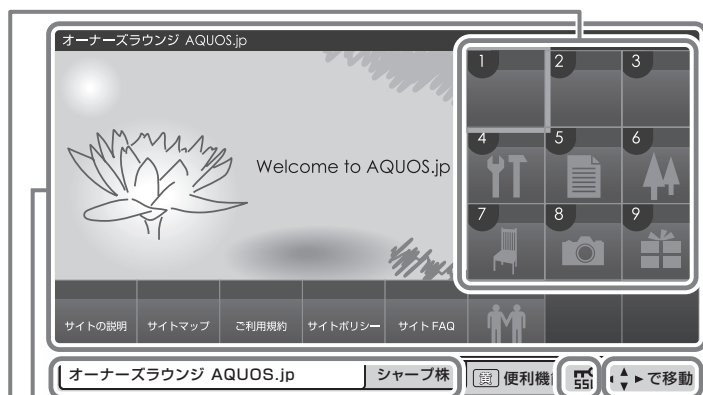 オーナーズラウンジ AQUOS.jp
1 2 3
Welcome to AQUOS.jp
4 5 6
7 8 9
サイトの説明 サイトマップ ご利用規約 サイトポリシー サイト FAQ
オーナーズラウンジ AQUOS.jp シャープ株 黄 便利機 SSL で移動